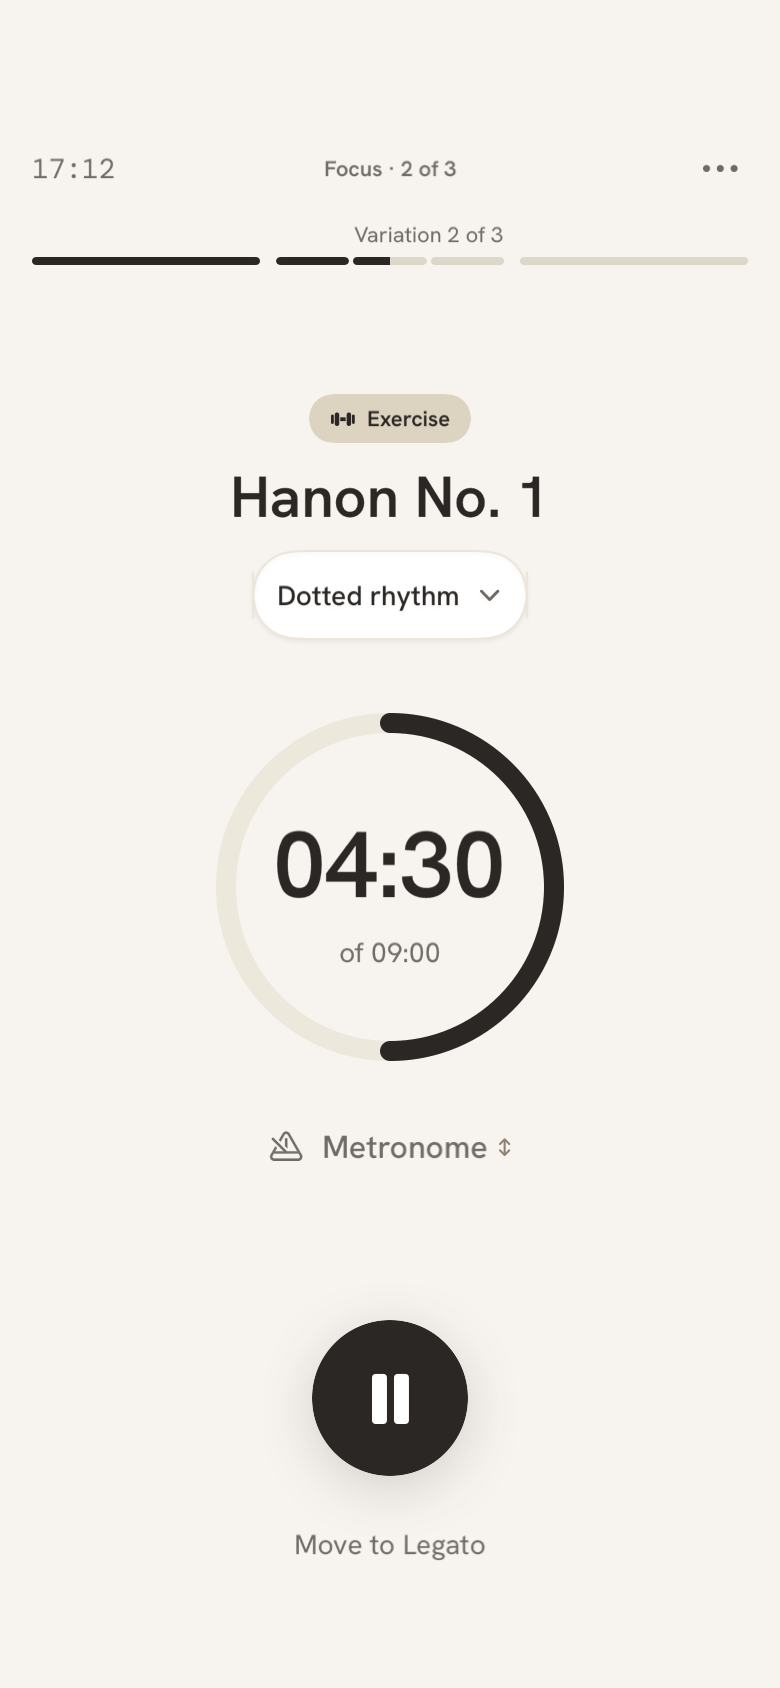 17:12
Focus · 2 of 3
Variation 2 of 3
Exercise
Hanon No. 1
Dotted rhythm
04:30
of 09:00
Metronome
Move to Legato